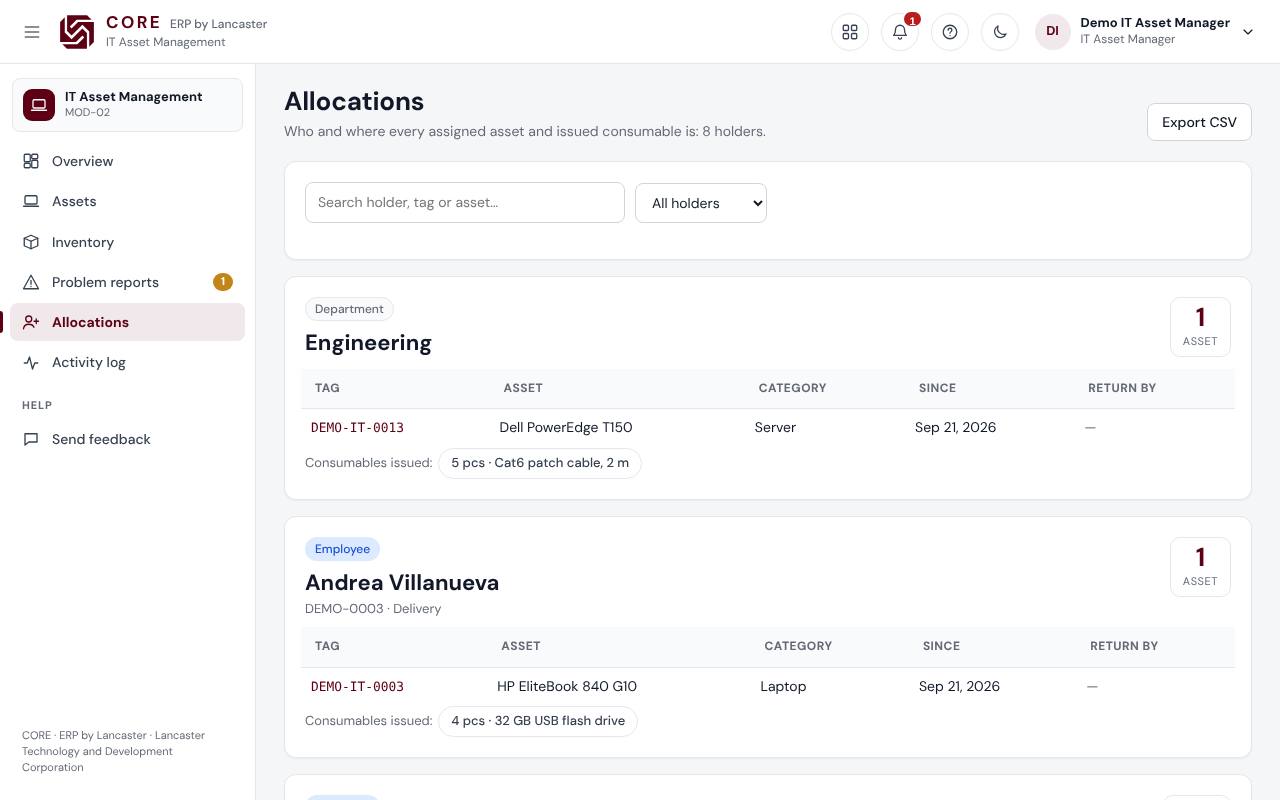 CORE ERP by Lancaster
IT Asset Management
1
DI
Demo IT Asset Manager
IT Asset Manager
IT Asset Management
MOD-02
Overview
Assets
Inventory
Problem reports 1
Allocations
Activity log
HELP
Send feedback
CORE · ERP by Lancaster · Lancaster
Technology and Development
Corporation
Allocations
Who and where every assigned asset and issued consumable is: 8 holders.
Export CSV
Search holder, tag or asset…
All holders
Department
Engineering
1
ASSET
TAG ASSET CATEGORY SINCE RETURN BY
DEMO-IT-0013 Dell PowerEdge T150 Server Sep 21, 2026 —
Consumables issued: 5 pcs · Cat6 patch cable, 2 m
Employee
Andrea Villanueva
DEMO-0003 · Delivery
1
ASSET
TAG ASSET CATEGORY SINCE RETURN BY
DEMO-IT-0003 HP EliteBook 840 G10 Laptop Sep 21, 2026 —
Consumables issued: 4 pcs · 32 GB USB flash drive